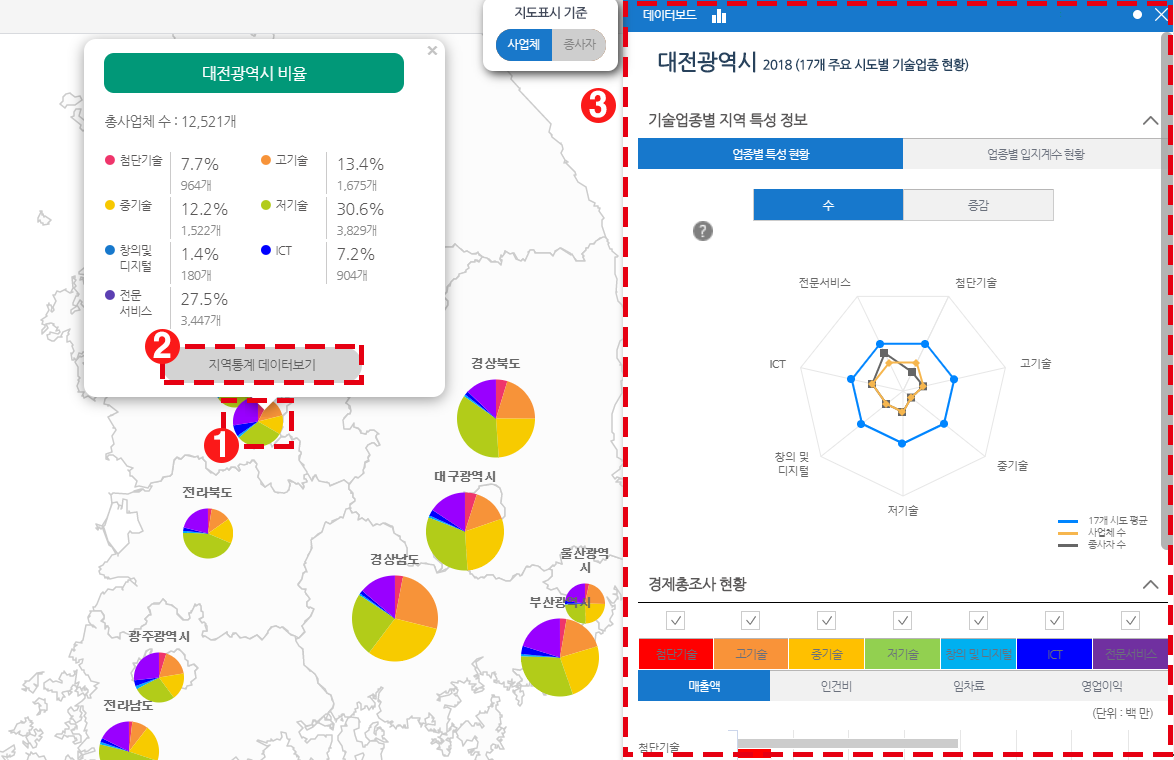 지도표시 기준
사업체
종사자
×
대전광역시 비율
총사업체 수 : 12,521개
첨단기술
7.7%
964개
고기술
13.4%
1,675개
중기술
12.2%
1,522개
저기술
30.6%
3,829개
창의및
디지털
1.4%
180개
ICT
7.2%
904개
전문
서비스
27.5%
3,447개
2
지역통계 데이터보기
1
경상북도
대구광역시
전라북도
경상남도
울산광역
시
부산광역시
광주광역시
전라남도
3
데이터보드
대전광역시 2018 (17개 주요 시도별 기술업종 현황)
기술업종별 지역 특성 정보
업종별 특성 현황
업종별 입지계수 현황
수
증감
?
전문서비스
첨단기술
ICT
고기술
창의 및
디지털
중기술
저기술
17개 시도 평균
사업체 수
종사자 수
경제총조사 현황
첨단기술
고기술
중기술
저기술
창의 및 디지털
ICT
전문서비스
매출액
인건비
임차료
영업이익
(단위 : 백 만)
첨단기술